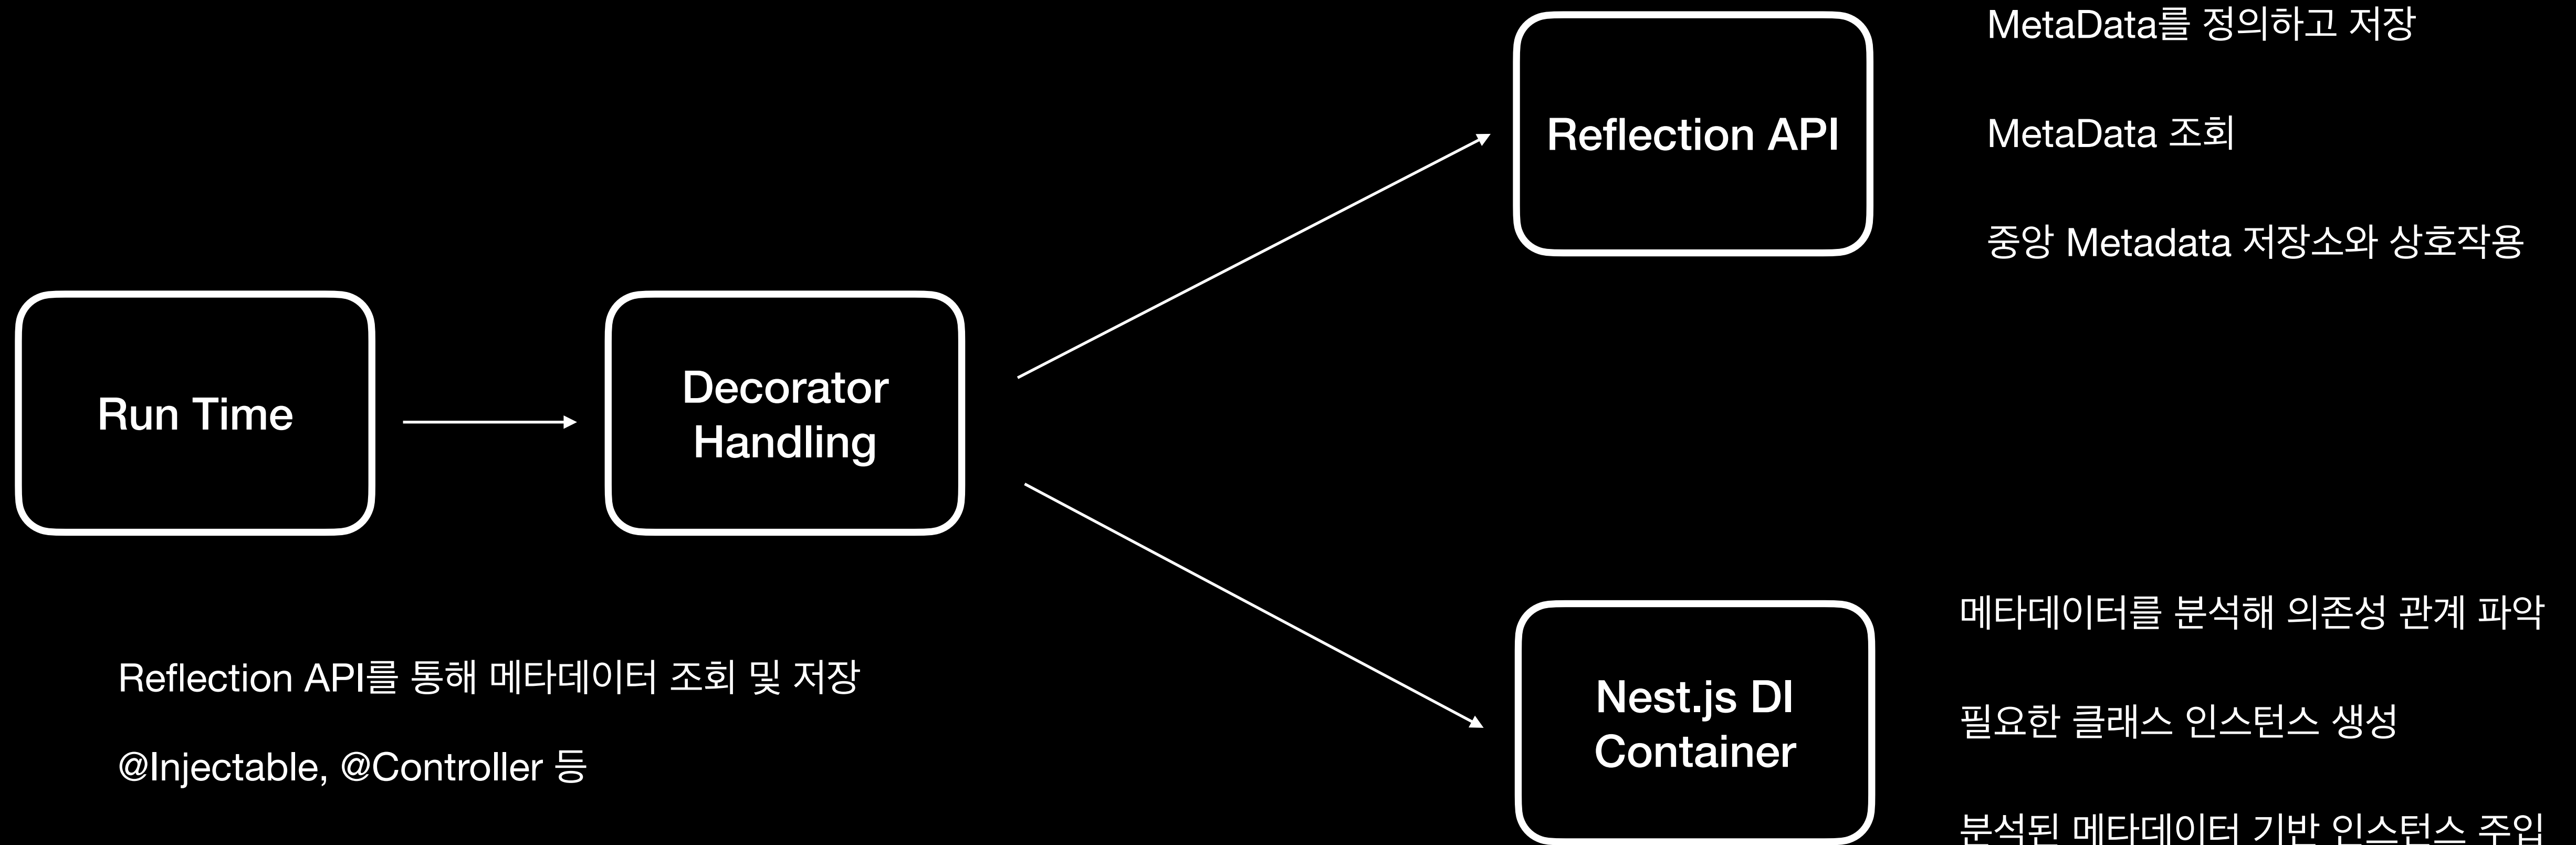 Run Time
Decorator
Handling
Reflection API를 통해 메타데이터 조회 및 저장
@Injectable, @Controller 등
Reflection API
MetaData를 정의하고 저장
MetaData 조회
중앙 Metadata 저장소와 상호작용
Nest.js DI
Container
메타데이터를 분석해 의존성 관계 파악
필요한 클래스 인스턴스 생성
분석된 메타데이터 기반 인스턴스 주입